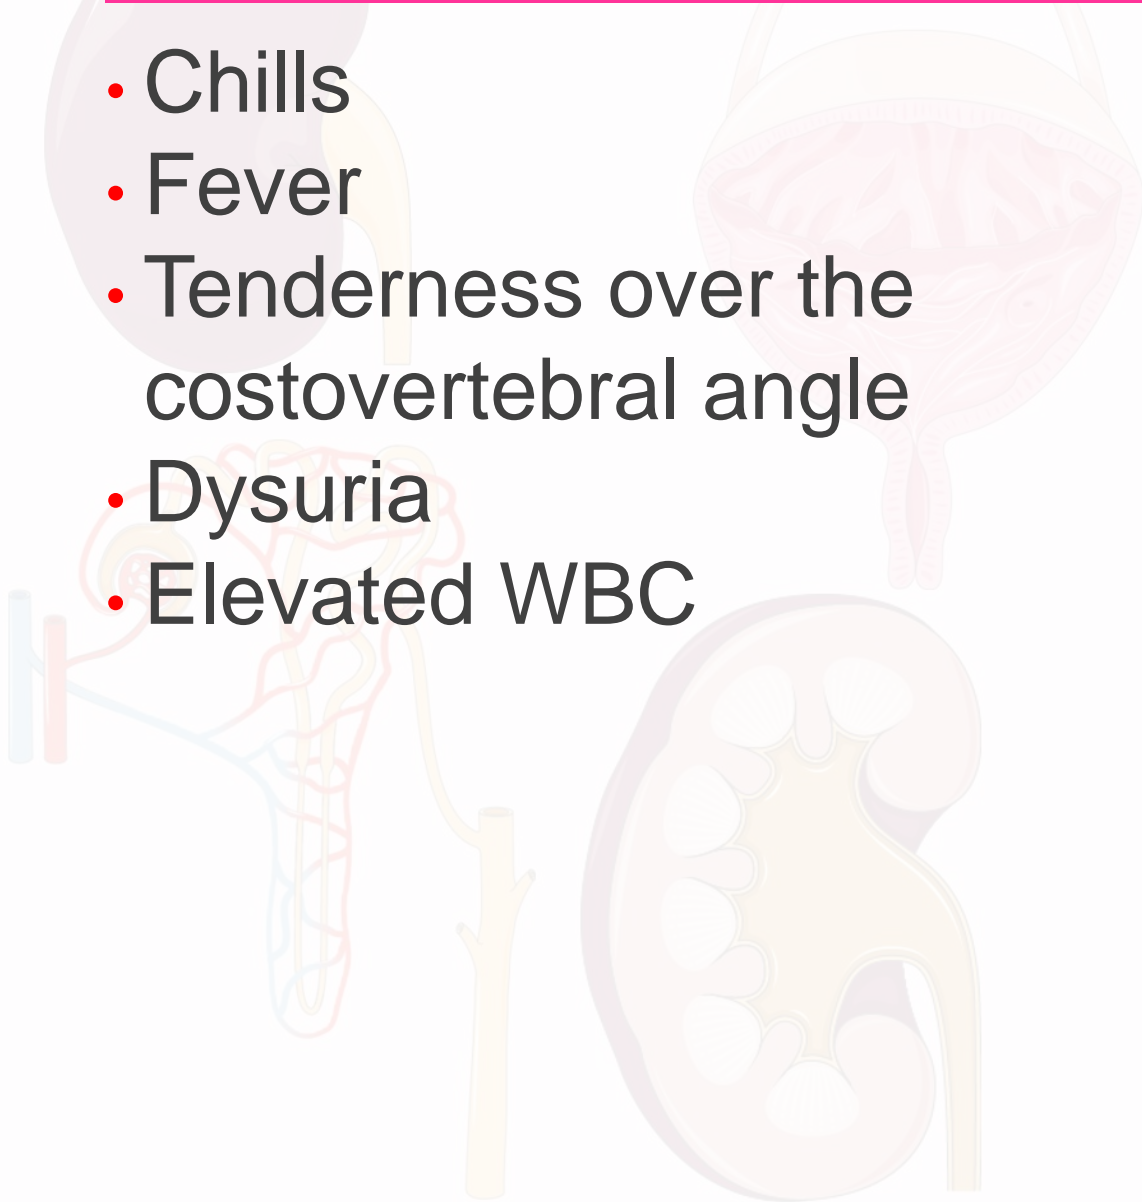 • Chills
• Fever
• Tenderness over the
costovertebral angle
• Dysuria
• Elevated WBC